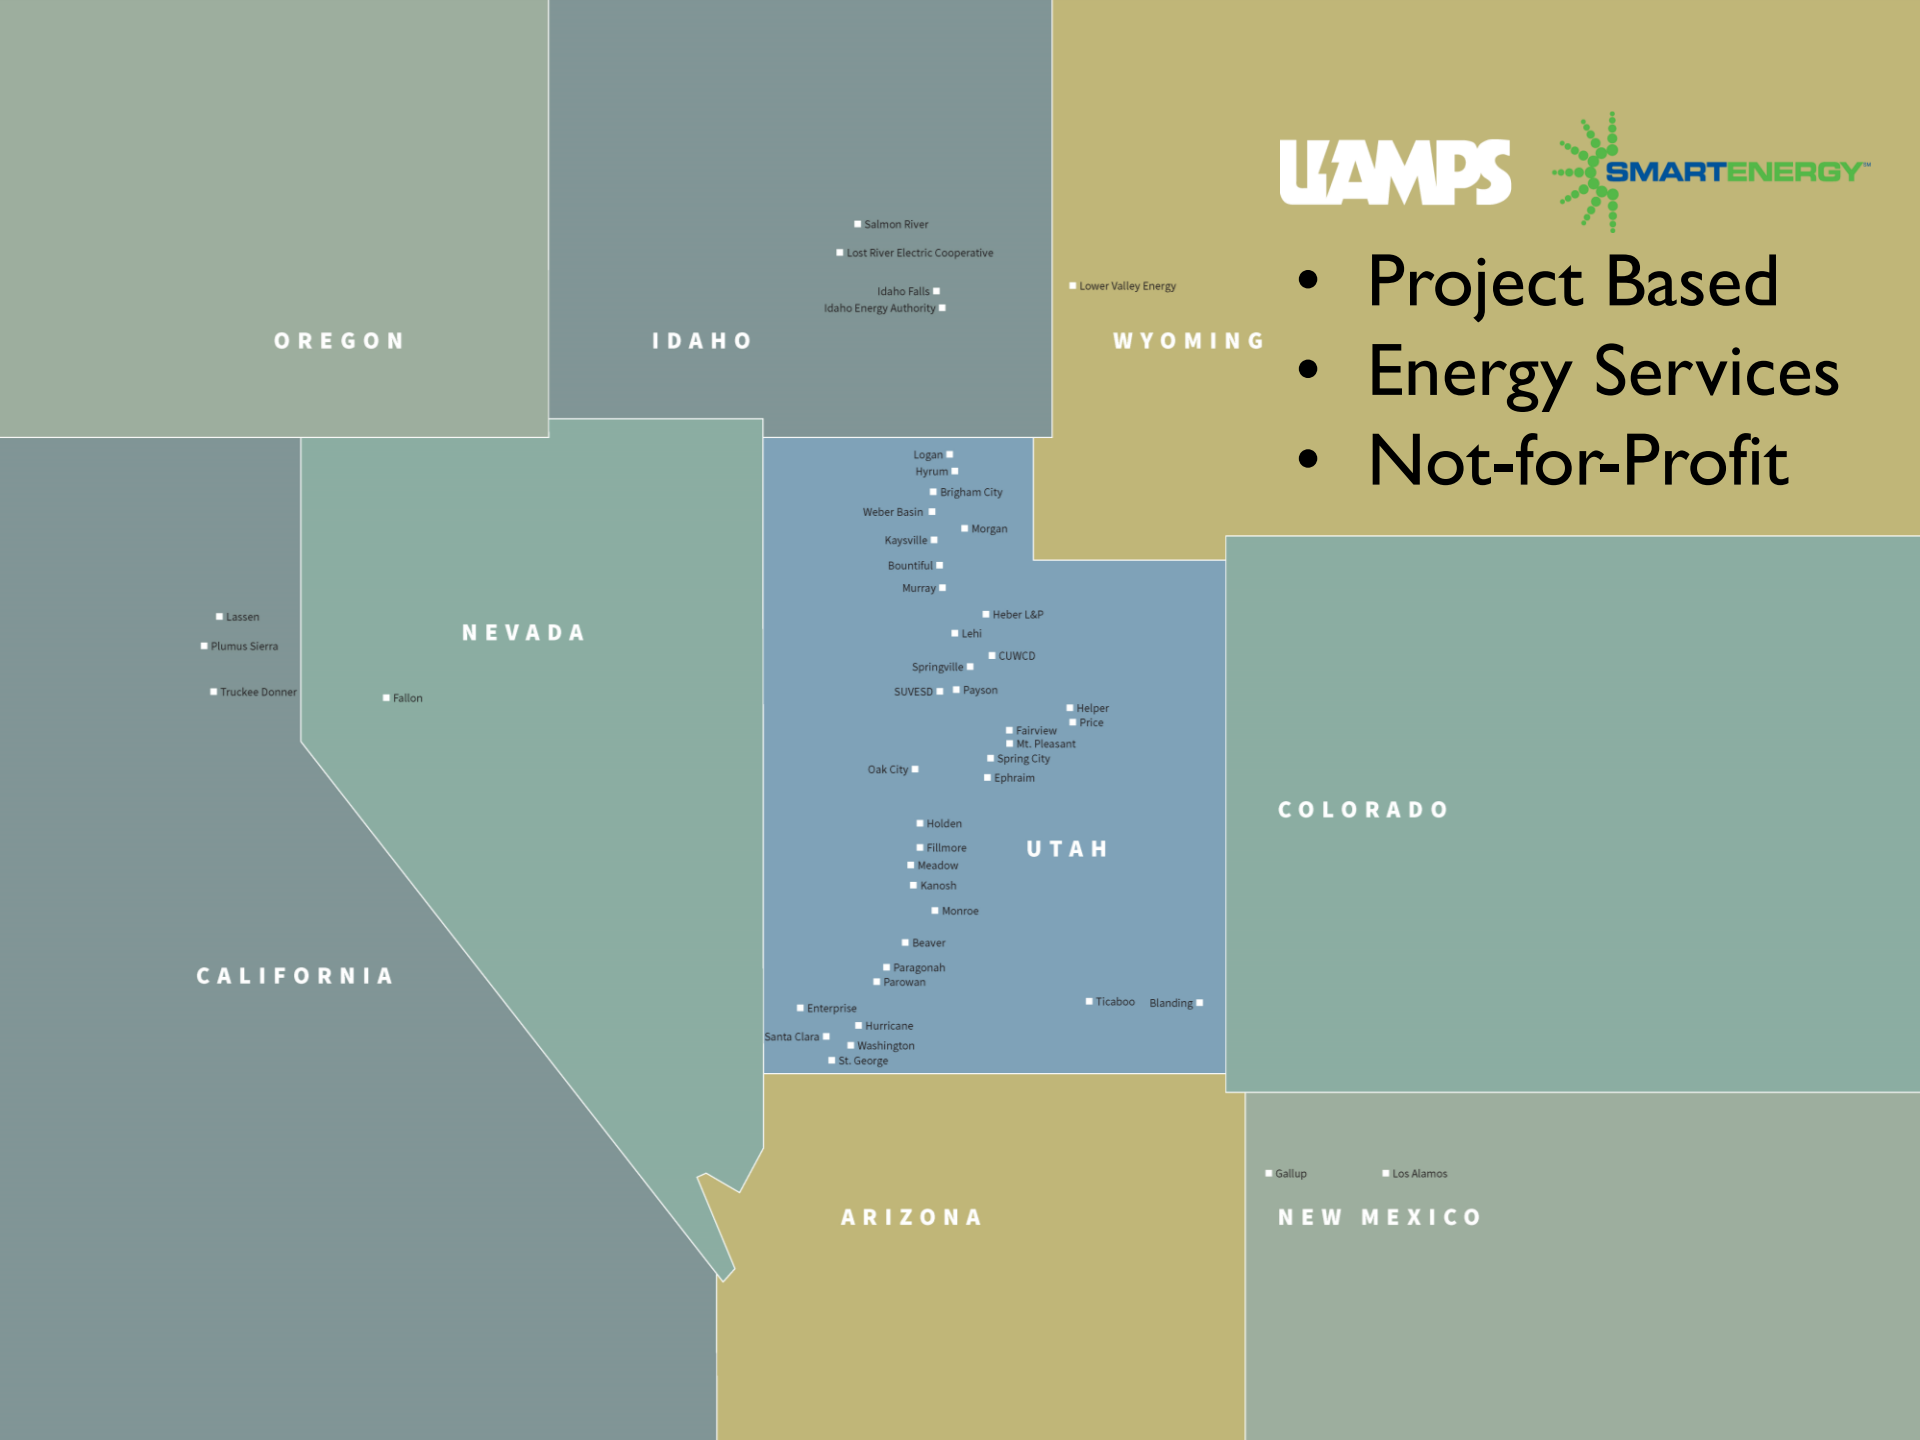 UAMPS
SMARTENERGY™
• Project Based
• Energy Services
• Not-for-Profit
OREGON
IDAHO
Salmon River
Lost River Electric Cooperative
Idaho Falls
Idaho Energy Authority
WYOMING
Lower Valley Energy
CALIFORNIA
Lassen
Plumus Sierra
Truckee Donner
NEVADA
Fallon
UTAH
Logan
Hyrum
Brigham City
Weber Basin
Morgan
Kaysville
Bountiful
Murray
Heber L&P
Lehi
CUWCD
Springville
SUVESD
Payson
Helper
Price
Fairview
Mt. Pleasant
Spring City
Oak City
Ephraim
Holden
Fillmore
Meadow
Kanosh
Monroe
Beaver
Paragonah
Parowan
Ticaboo
Blanding
Enterprise
Hurricane
Santa Clara
Washington
St. George
COLORADO
ARIZONA
NEW MEXICO
Gallup
Los Alamos